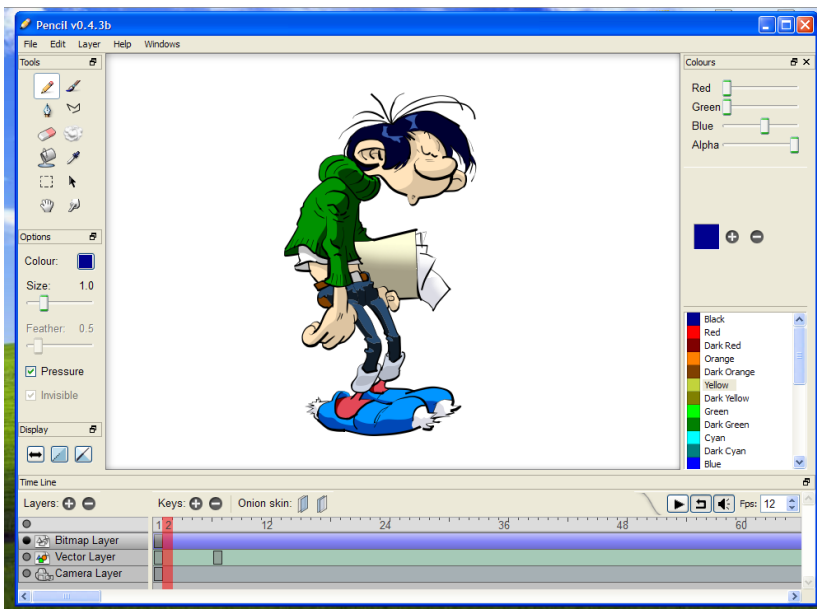 Pencil v0.4.3b
File Edit Layer Help Windows
Tools
Colours
Red
Green
Blue
Alpha
Options
Colour:
Size: 1.0
Feather: 0.5
Pressure
Invisible
Display
Black
Red
Dark Red
Orange
Dark Orange
Yellow
Dark Yellow
Green
Dark Green
Cyan
Dark Cyan
Blue
Time Line
Layers: Keys: Onion skin: Fps: 12
1 2 12 24 36 48 60
Bitmap Layer
Vector Layer
Camera Layer